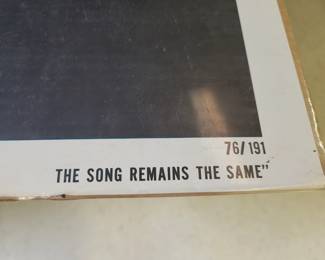 76/191
THE SONG REMAINS THE SAME"